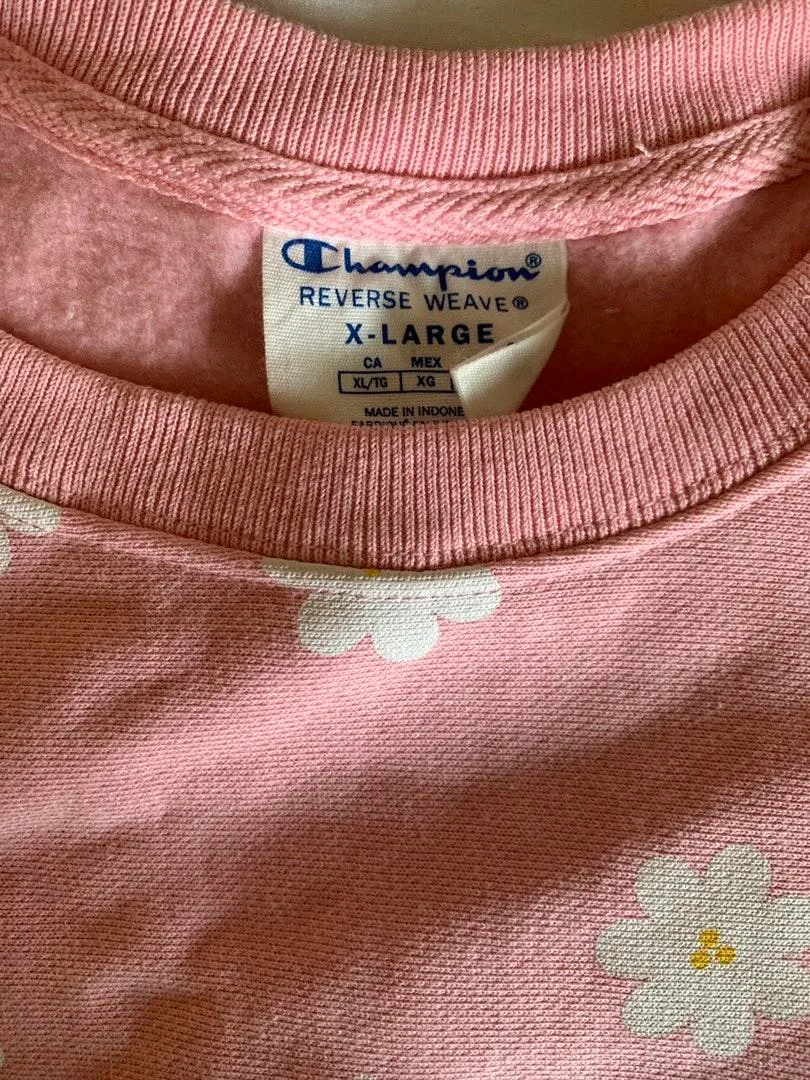 Champion®
REVERSE WEAVE®
X-LARGE
CA MEX
XL/TG XG
MADE IN INDONE